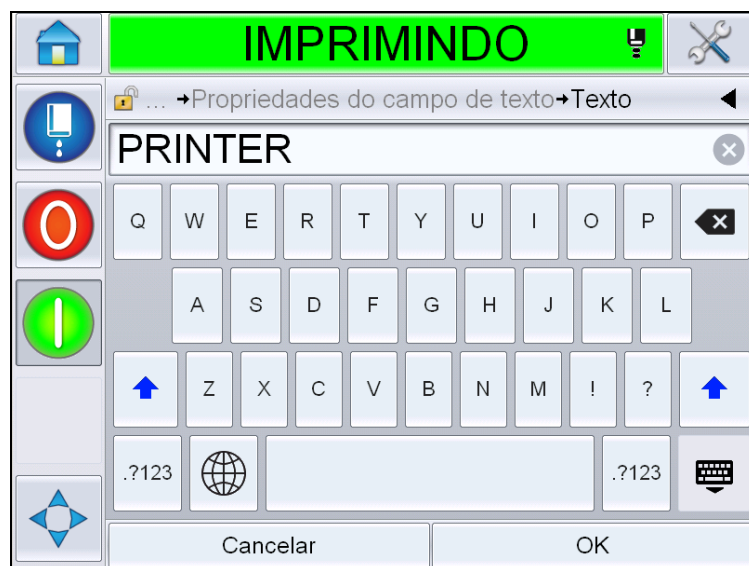 IMPRIMINDO
... →Propriedades do campo de texto→Texto
PRINTER
Q W E R T Y U I O P
A S D F G H J K L
Z X C V B N M ! ?
.?123 .?123
Cancelar OK